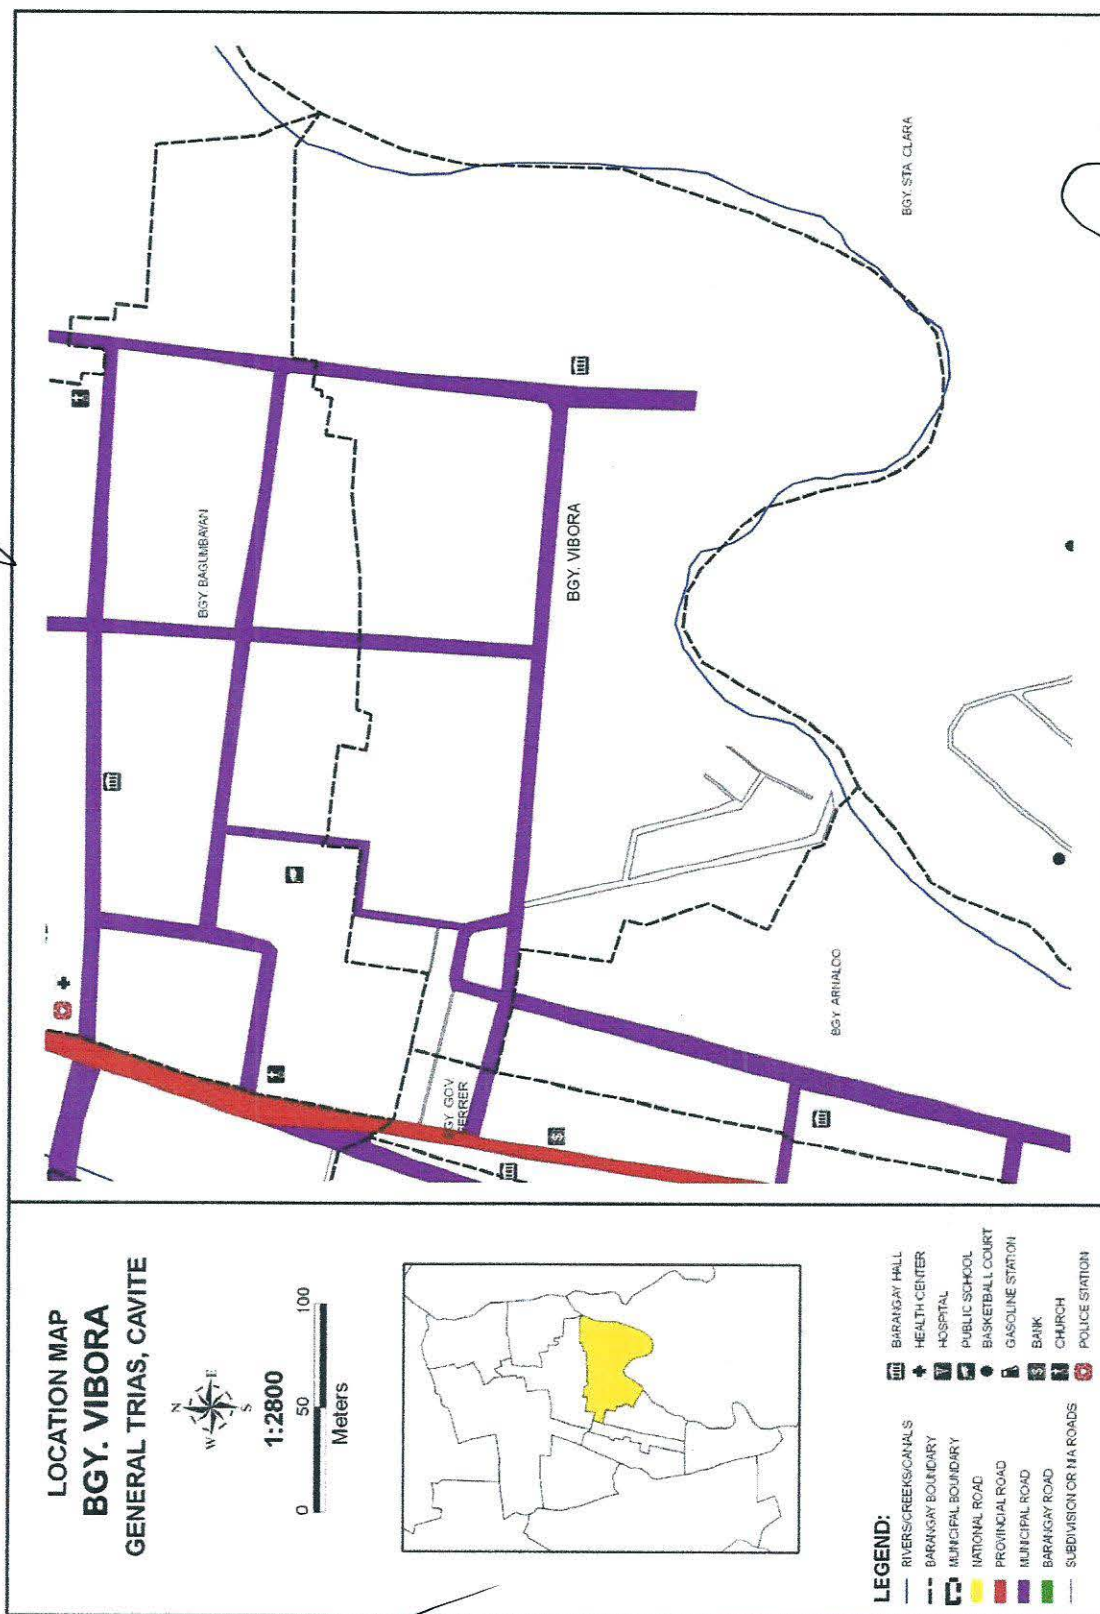 LOCATION MAP
BGY. VIBORA
GENERAL TRIAS, CAVITE
N
W
E
S
1:2800
0 50 100
Meters
LEGEND:
RIVERS/CREEKS/CANALS
BARANGAY BOUNDARY
MUNICIPAL BOUNDARY
NATIONAL ROAD
PROVINCIAL ROAD
MUNICIPAL ROAD
BARANGAY ROAD
SUBDIVISION OR NIA ROADS
BARANGAY HALL
HEALTH CENTER
HOSPITAL
PUBLIC SCHOOL
BASKETBALL COURT
GASOLINE STATION
BANK
CHURCH
POLICE STATION
BGY. BAGUMBAYAN
BGY. VIBORA
BGY. STA. CLARA
BGY. ARNALDO
BGY. GOV.
FERRER